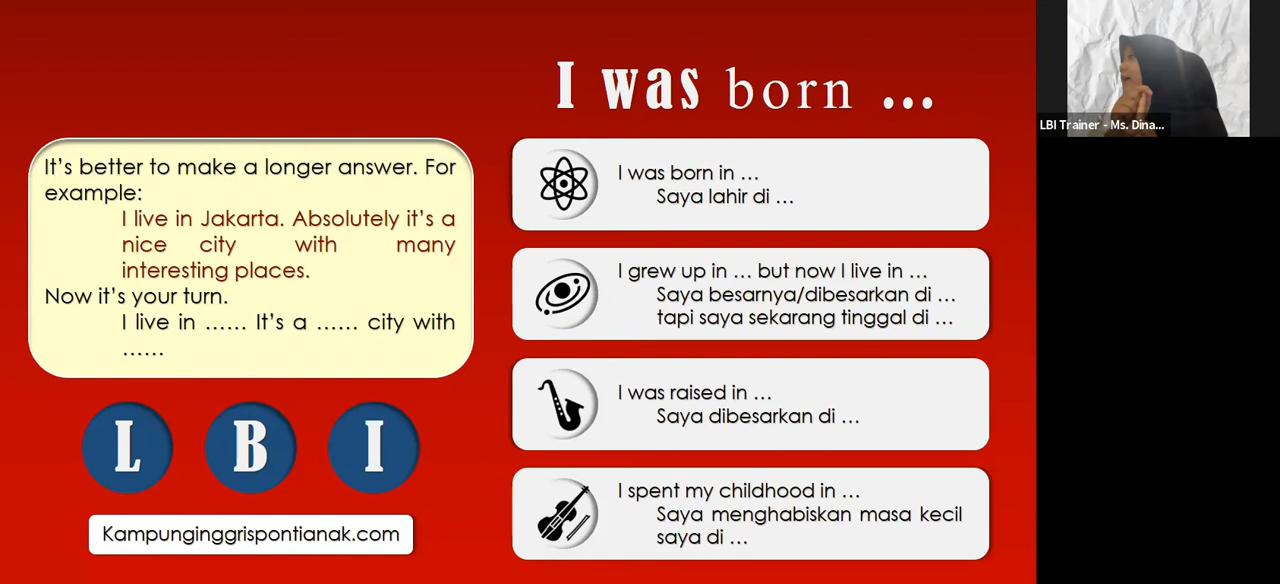 I was born ...
It's better to make a longer answer. For
example:
I live in Jakarta. Absolutely it's a
nice city with many
interesting places.
Now it's your turn.
I live in ...... It's a ...... city with
......
L B I
Kampunginggrispontianak.com
I was born in ...
Saya lahir di ...
I grew up in ... but now I live in ...
Saya besarnya/dibesarkan di ...
tapi saya sekarang tinggal di ...
I was raised in ...
Saya dibesarkan di ...
I spent my childhood in ...
Saya menghabiskan masa kecil
saya di ...
LBI Trainer - Ms. Dina...